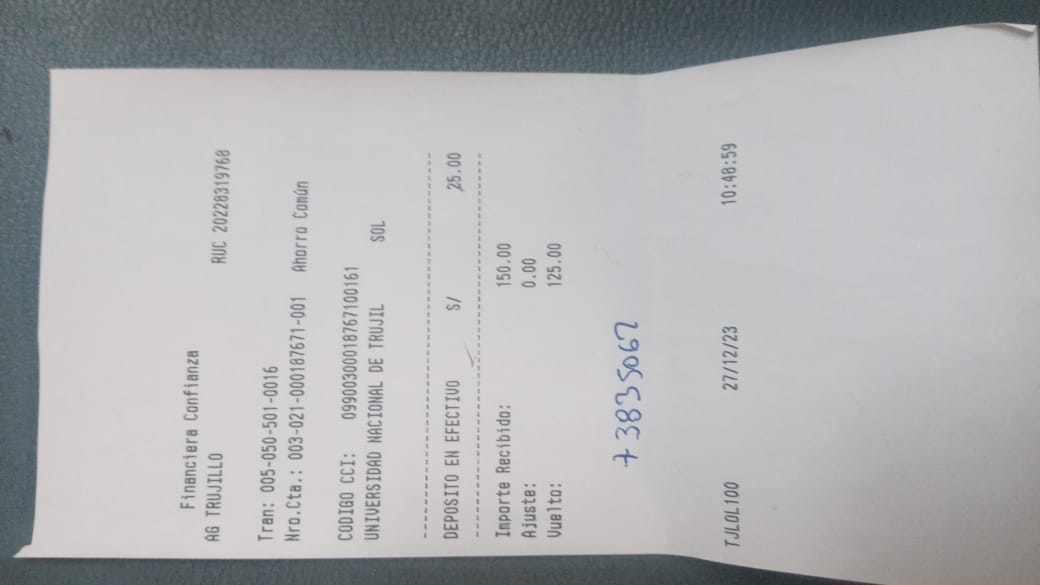 Financiera Confianza
AG TRUJILLO RUC 20228319768
Tran: 005-050-501-0016
Nro.Cta.: 003-021-000187671-001 Ahorro Común
CODIGO CCI: 09900300018767100161
UNIVERSIDAD NACIONAL DE TRUJIL SOL
DEPOSITO EN EFECTIVO S/ 25.00
Importe Recibido: 150.00
Ajuste: 0.00
Vuelto: 125.00
73835067
TJLOL100 27/12/23 10:48:59